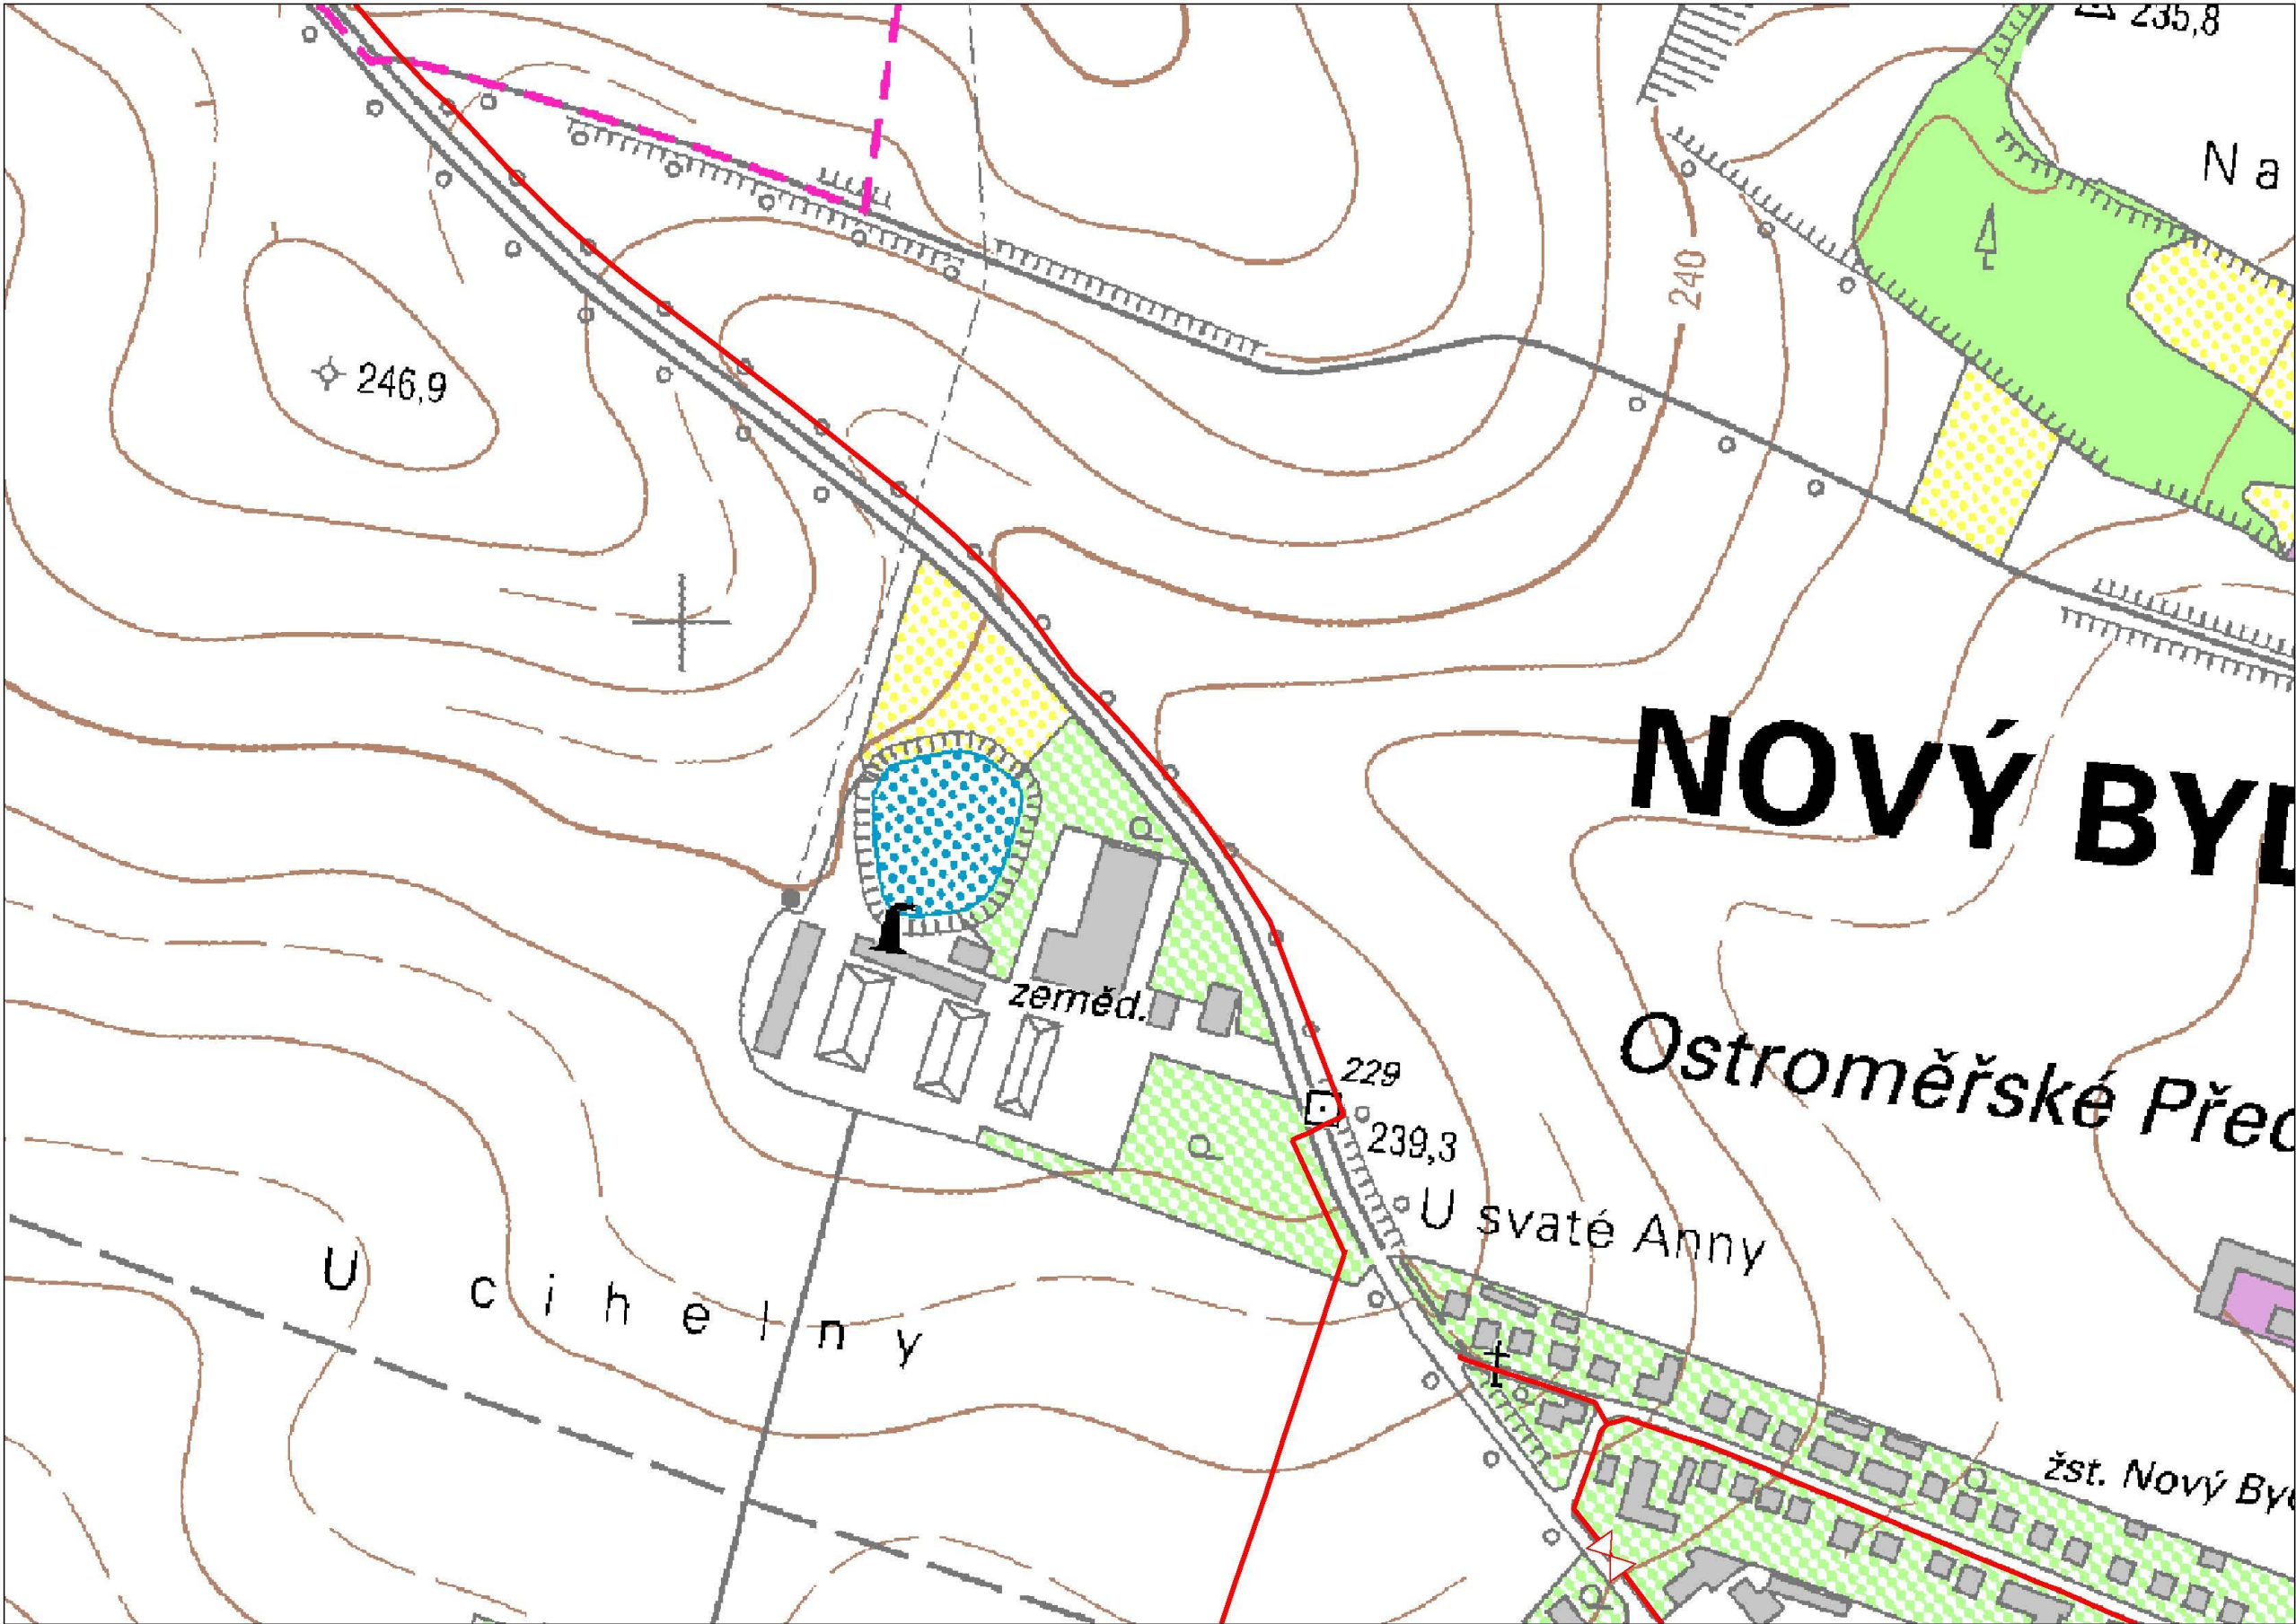 235,8
Na
240
246,9
NOVÝ BYD
Ostroměřské Před
zeměd.
229
239,3
U svaté Anny
U cihelny
žst. Nový Byd